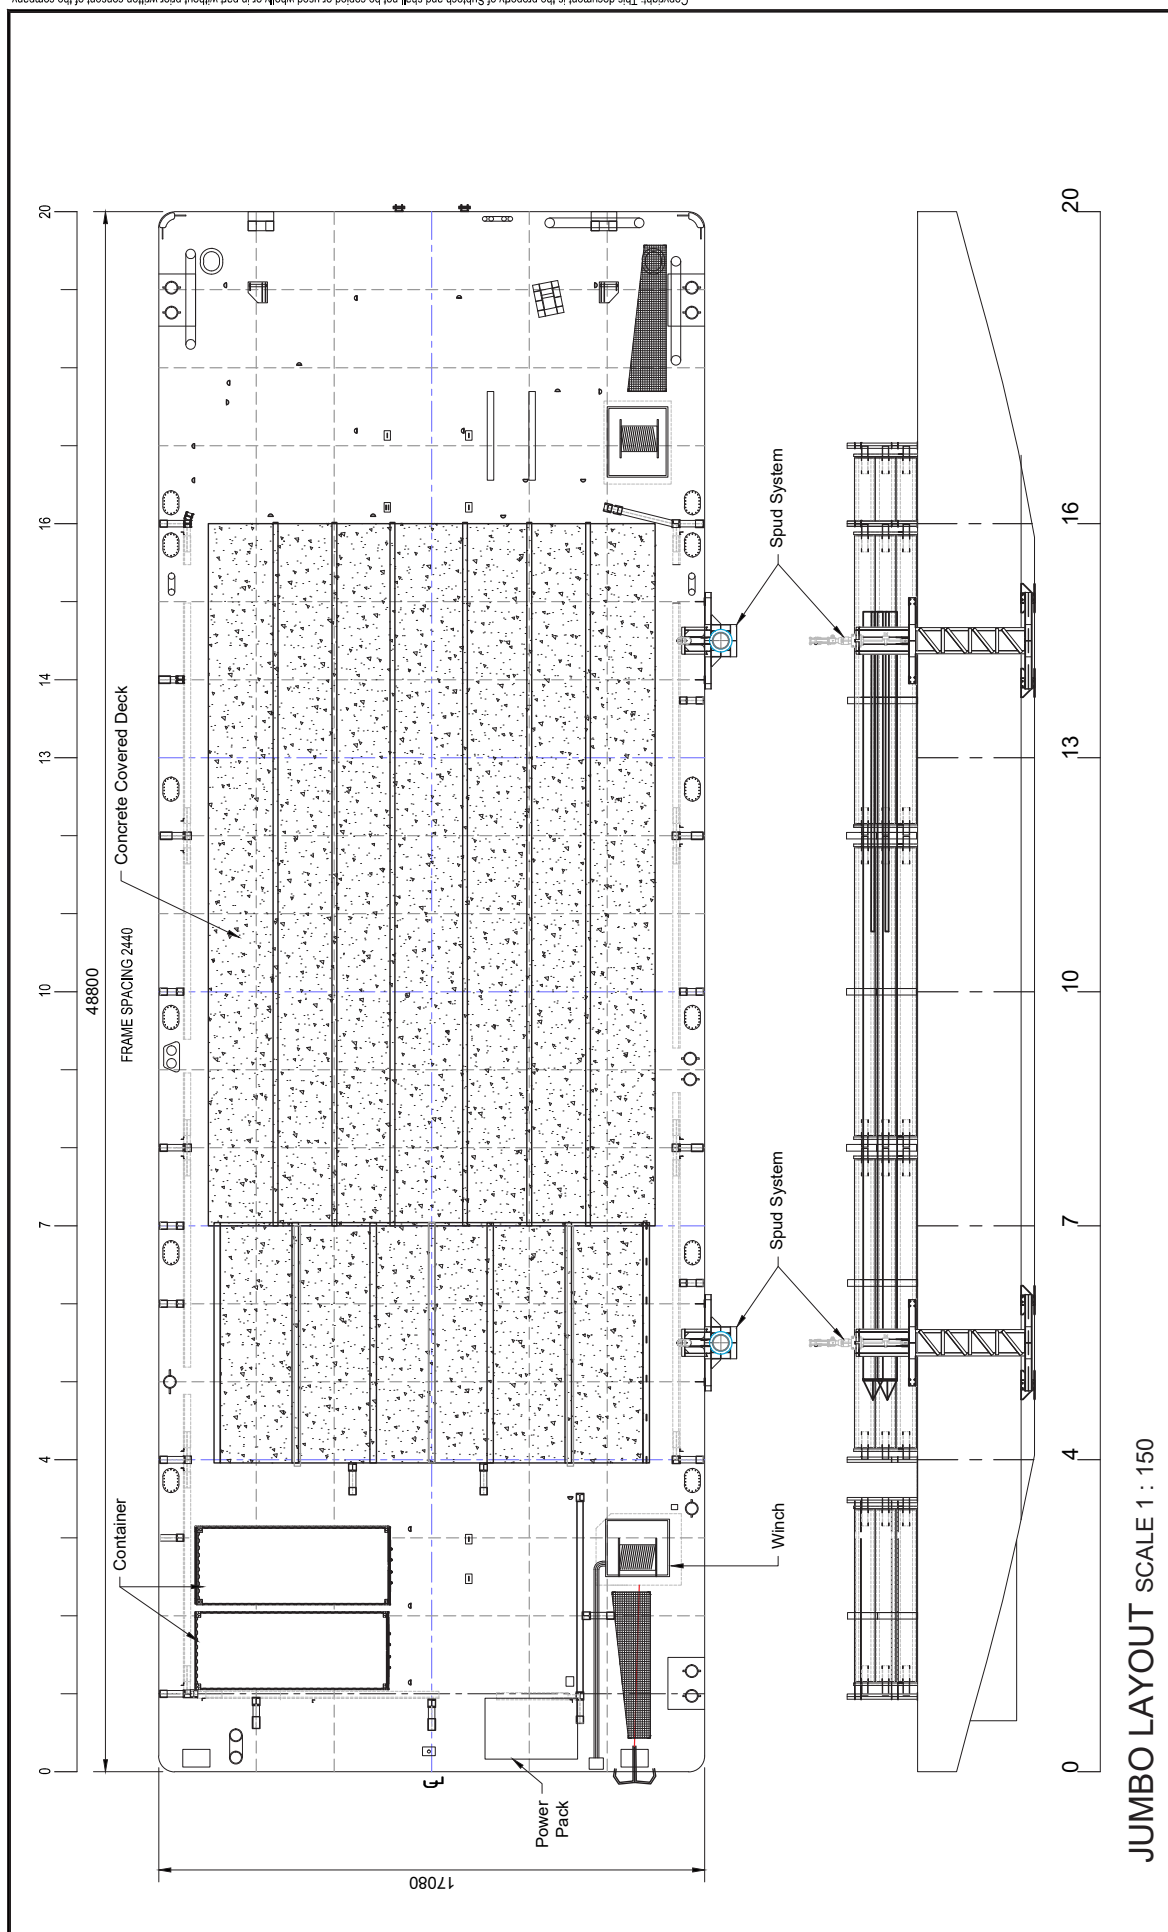 Copyright: This document is the property of Subtech and shall not be copied or used wholly or in part without prior written consent of the company
20
16
14
13
10
7
4
0
48800
FRAME SPACING 2440
Concrete Covered Deck
Container
17080
Power
Pack
Winch
Spud System
Spud System
20
16
13
10
7
4
0
JUMBO LAYOUT SCALE 1 : 150